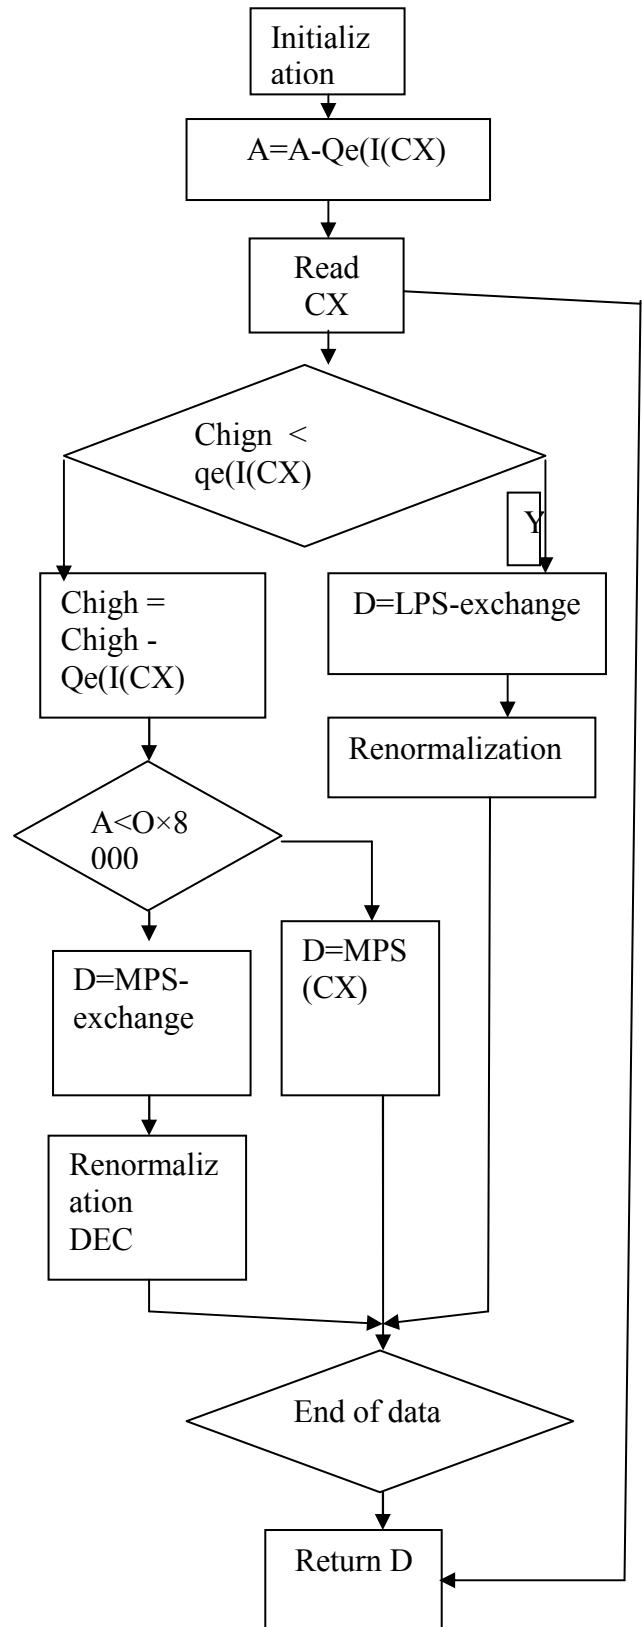 Initializ
ation
A=A-Qe(I(CX)
Read
CX
Chign <
qe(I(CX)
Y
Chigh =
Chigh -
Qe(I(CX)
D=LPS-exchange
Renormalization
A<O×8
000
D=MPS-
exchange
D=MPS
(CX)
Renormaliz
ation
DEC
End of data
Return D